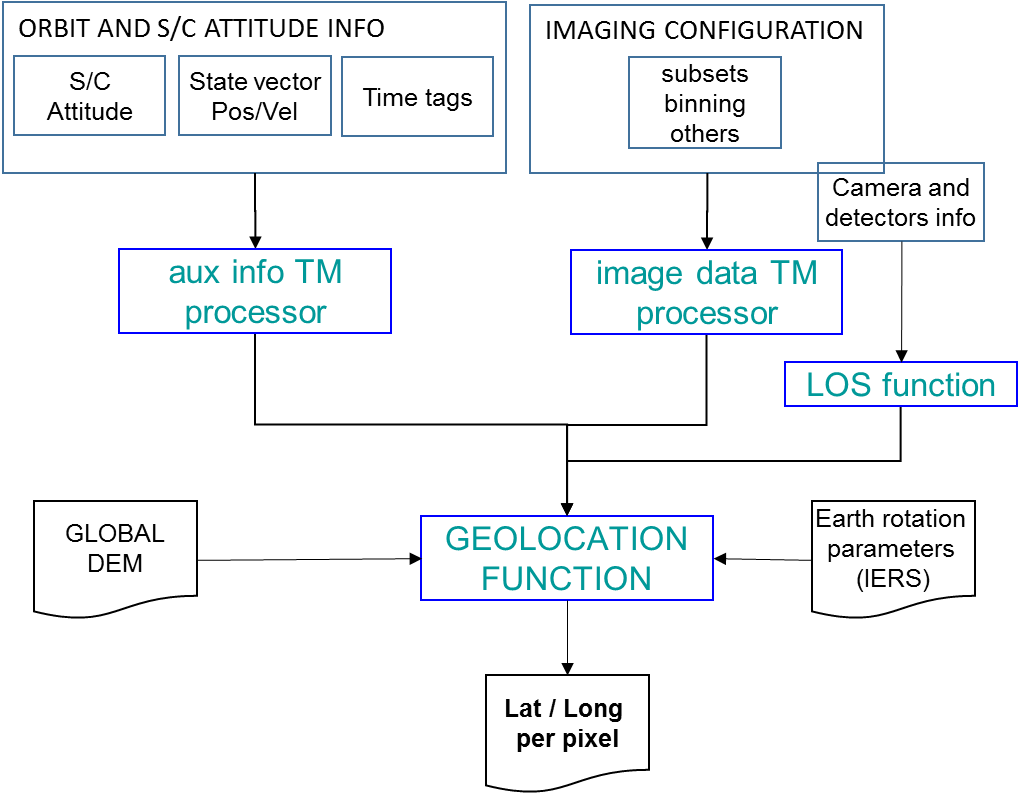 ORBIT AND S/C ATTITUDE INFO
S/C
Attitude
State vector
Pos/Vel
Time tags
IMAGING CONFIGURATION
subsets
binning
others
Camera and
detectors info
aux info TM
processor
image data TM
processor
LOS function
GLOBAL
DEM
GEOLOCATION
FUNCTION
Earth rotation
parameters
(IERS)
Lat / Long
per pixel